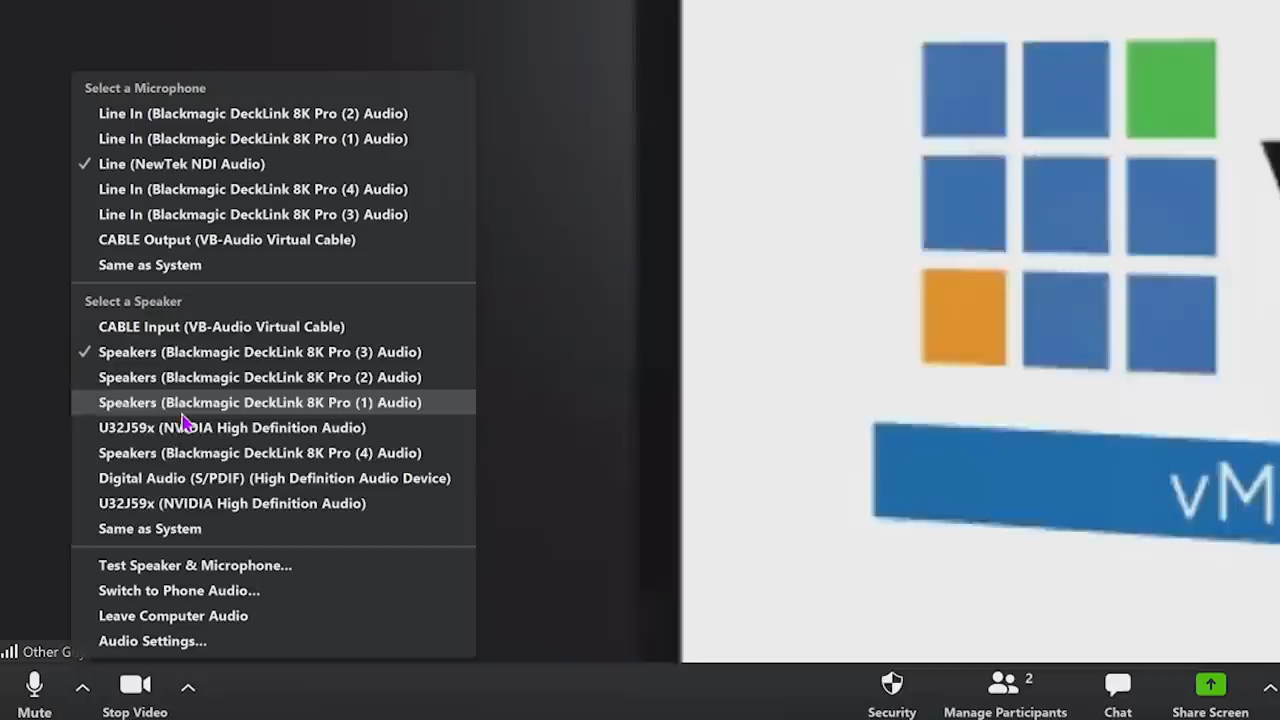 Select a Microphone
Line In (Blackmagic DeckLink 8K Pro (2) Audio)
Line In (Blackmagic DeckLink 8K Pro (1) Audio)
Line (NewTek NDI Audio)
Line In (Blackmagic DeckLink 8K Pro (4) Audio)
Line In (Blackmagic DeckLink 8K Pro (3) Audio)
CABLE Output (VB-Audio Virtual Cable)
Same as System
Select a Speaker
CABLE Input (VB-Audio Virtual Cable)
Speakers (Blackmagic DeckLink 8K Pro (3) Audio)
Speakers (Blackmagic DeckLink 8K Pro (2) Audio)
Speakers (Blackmagic DeckLink 8K Pro (1) Audio)
U32J59x (NVIDIA High Definition Audio)
Speakers (Blackmagic DeckLink 8K Pro (4) Audio)
Digital Audio (S/PDIF) (High Definition Audio Device)
U32J59x (NVIDIA High Definition Audio)
Same as System
Test Speaker & Microphone...
Switch to Phone Audio...
Leave Computer Audio
Audio Settings...
vM
Other
Mute
Stop Video
Security
2
Manage Participants
Chat
Share Screen